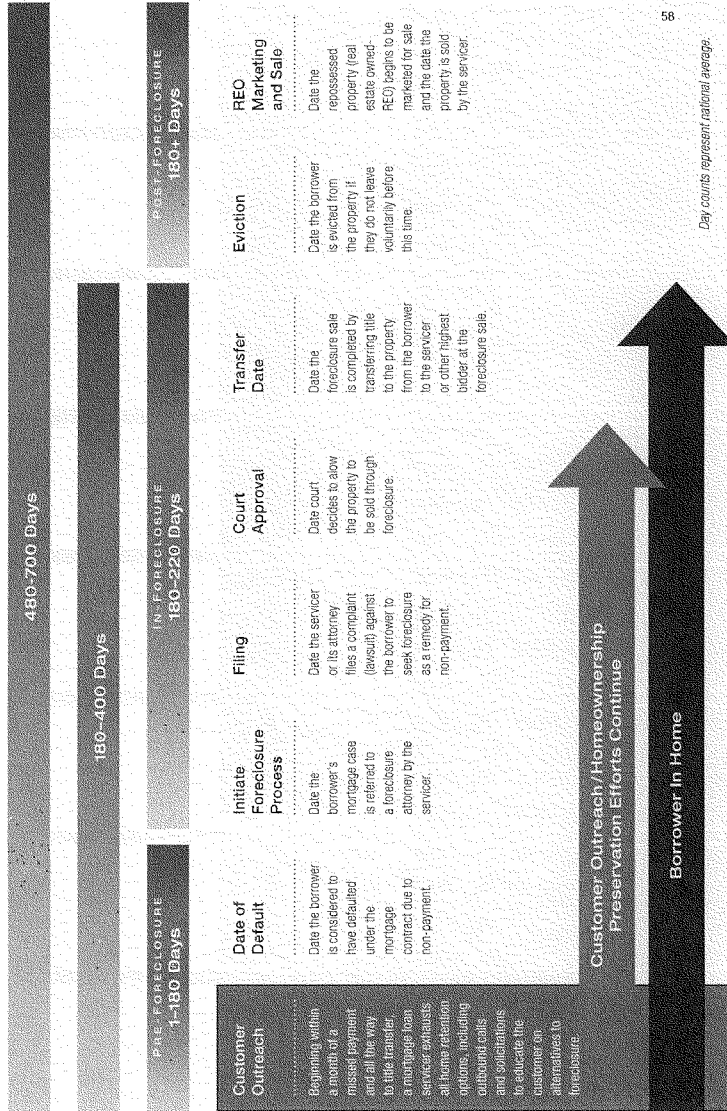 58
480-700 Days
180-400 Days
PRE-FORECLOSURE
1-180 Days
IN-FORECLOSURE
180-220 Days
POST-FORECLOSURE
180+ Days
Customer
Outreach
Beginning within
a month of a
missed payment
and all the way
to title transfer,
a mortgage loan
servicer exhausts
all home retention
options, including
outbound calls
and solicitations
to educate the
customer on
alternatives to
foreclosure.
Date of
Default
Date the borrower
is considered to
have defaulted
under the
mortgage
contract due to
non-payment.
Initiate
Foreclosure
Process
Date the
borrower's
mortgage case
is referred to
a foreclosure
attorney by the
servicer.
Filing
Date the servicer
or its attorney
files a complaint
(lawsuit) against
the borrower to
seek foreclosure
as a remedy for
non-payment.
Court
Approval
Date court
decides to alow
the property to
be sold through
foreclosure.
Transfer
Date
Date the
foreclosure sale
is completed by
transferring title
to the property
from the borrower
to the servicer
or other highest
bidder at the
foreclosure sale.
Eviction
Date the borrower
is evicted from
the property if
they do not leave
voluntarily before
this time.
REO
Marketing
and Sale
Date the
repossessed
property (real
estate owned-
REO) begins to be
marketed for sale
and the date the
property is sold
by the servicer.
Customer Outreach/Homeownership
Preservation Efforts Continue
Borrower In Home
Day counts represent national average.